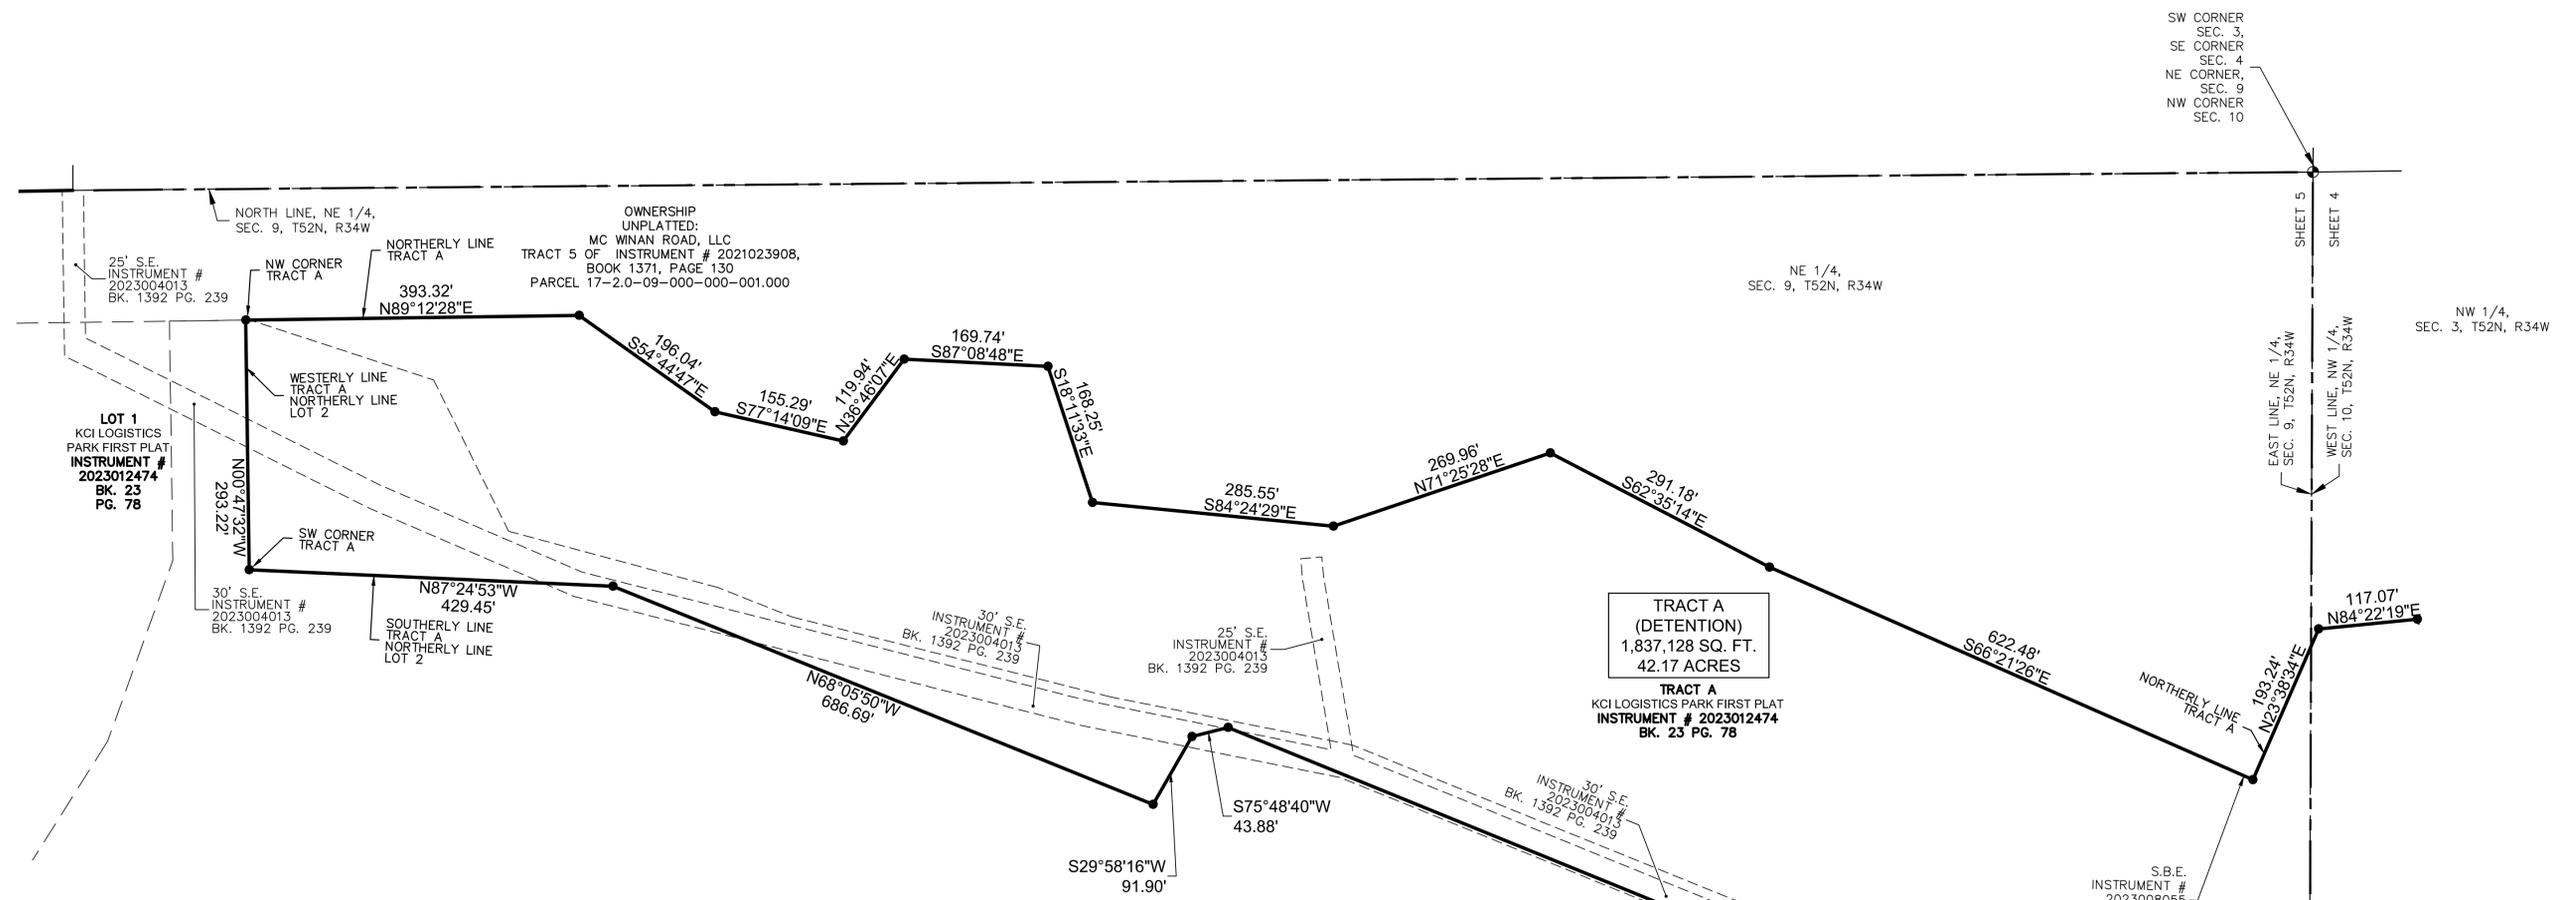 SW CORNER
SEC. 3,
SE CORNER
SEC. 4
NE CORNER,
SEC. 9
NW CORNER
SEC. 10
SHEET 5
SHEET 4
NORTH LINE, NE 1/4,
SEC. 9, T52N, R34W
OWNERSHIP
UNPLATTED:
MC WINAN ROAD, LLC
TRACT 5 OF INSTRUMENT # 2021023908,
BOOK 1371, PAGE 130
PARCEL 17-2.0-09-000-000-001.000
NORTHERLY LINE
TRACT A
25' S.E.
INSTRUMENT #
2023004013
BK. 1392 PG. 239
NW CORNER
TRACT A
393.32'
N89°12'28"E
NE 1/4,
SEC. 9, T52N, R34W
NW 1/4,
SEC. 3, T52N, R34W
196.04'
S54°44'47"E
155.29'
S77°14'09"E
119.94'
N36°46'07"E
169.74'
S87°08'48"E
168.25'
S18°11'33"E
285.55'
S84°24'29"E
269.96'
N71°25'28"E
291.18'
S62°35'14"E
EAST LINE, NE 1/4,
SEC. 9, T52N, R34W
WEST LINE, NW 1/4,
SEC. 10, T52N, R34W
WESTERLY LINE
TRACT A
NORTHERLY LINE
LOT 2
LOT 1
KCI LOGISTICS
PARK FIRST PLAT
INSTRUMENT #
2023012474
BK. 23
PG. 78
N00°47'32"W
293.22'
SW CORNER
TRACT A
30' S.E.
INSTRUMENT #
2023004013
BK. 1392 PG. 239
N87°24'53"W
429.45'
SOUTHERLY LINE
TRACT A
NORTHERLY LINE
LOT 2
N68°05'50"W
686.69'
30' S.E.
INSTRUMENT #
2023004013
BK. 1392 PG. 239
25' S.E.
INSTRUMENT #
2023004013
BK. 1392 PG. 239
TRACT A
(DETENTION)
1,837,128 SQ. FT.
42.17 ACRES
TRACT A
KCI LOGISTICS PARK FIRST PLAT
INSTRUMENT # 2023012474
BK. 23 PG. 78
622.48'
S66°21'26"E
NORTHERLY LINE
TRACT A
193.24'
N23°38'34"E
117.07'
N84°22'19"E
S75°48'40"W
43.88'
S29°58'16"W
91.90'
30' S.E.
INSTRUMENT #
2023004013
BK. 1392 PG. 239
S.B.E.
INSTRUMENT #
2023008055